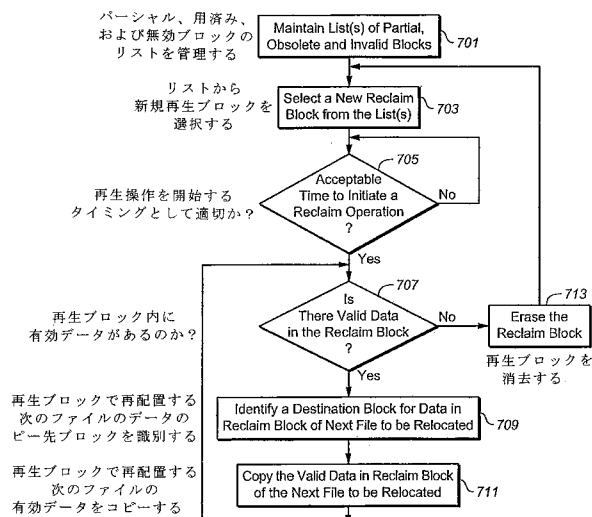 パーシャル、用済み、
および無効ブロックの
リストを管理する
Maintain List(s) of Partial,
Obsolete and Invalid Blocks
701
リストから
新規再生ブロックを
選択する
Select a New Reclaim
Block from the List(s)
703
再生操作を開始する
タイミングとして適切か?
Acceptable
Time to Initiate a
Reclaim Operation
?
705
No
Yes
再生ブロック内に
有効データがあるのか?
Is
There Valid Data
in the Reclaim Block
?
707
No
Yes
Erase the
Reclaim Block
713
再生ブロックを
消去する
再生ブロックで再配置する
次のファイルのデータの
ピー先ブロックを識別する
Identify a Destination Block for Data in
Reclaim Block of Next File to be Relocated
709
再生ブロックで再配置する
次のファイルの
有効データをコピーする
Copy the Valid Data in Reclaim Block
of the Next File to be Relocated
711